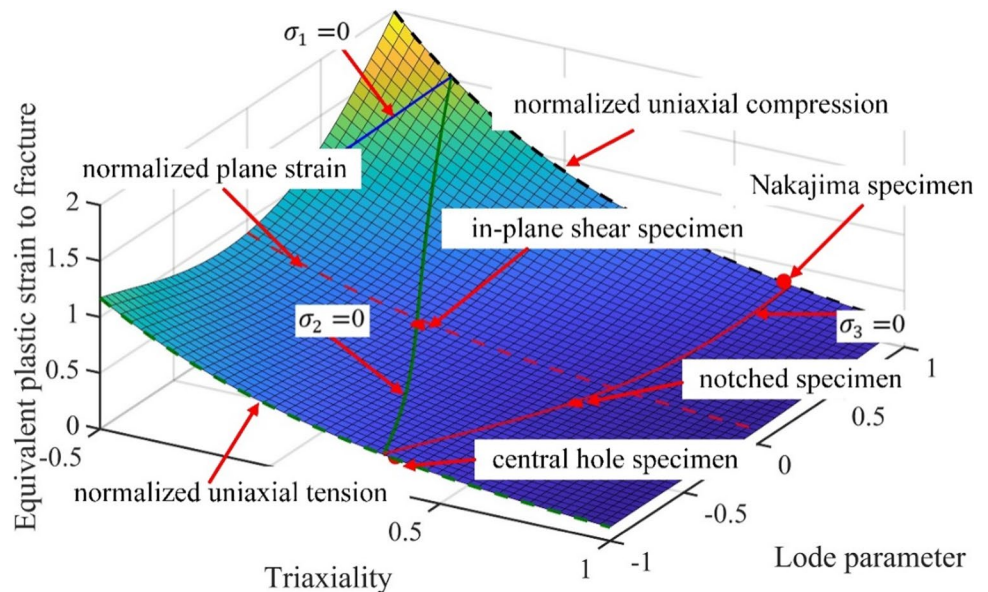 σ₁ =0
normalized uniaxial compression
normalized plane strain
Nakajima specimen
in-plane shear specimen
σ₂ =0
σ₃ =0
notched specimen
central hole specimen
normalized uniaxial tension
Equivalent plastic strain to fracture
2
1.5
1
0.5
0
-0.5
0.5
1
Triaxiality
-1
-0.5
0
0.5
1
Lode parameter